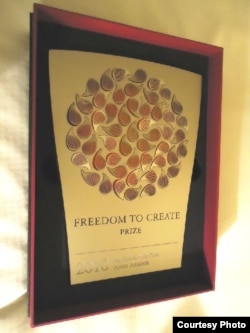 FREEDOM TO CREATE
PRIZE
2010
Courtesy Photo